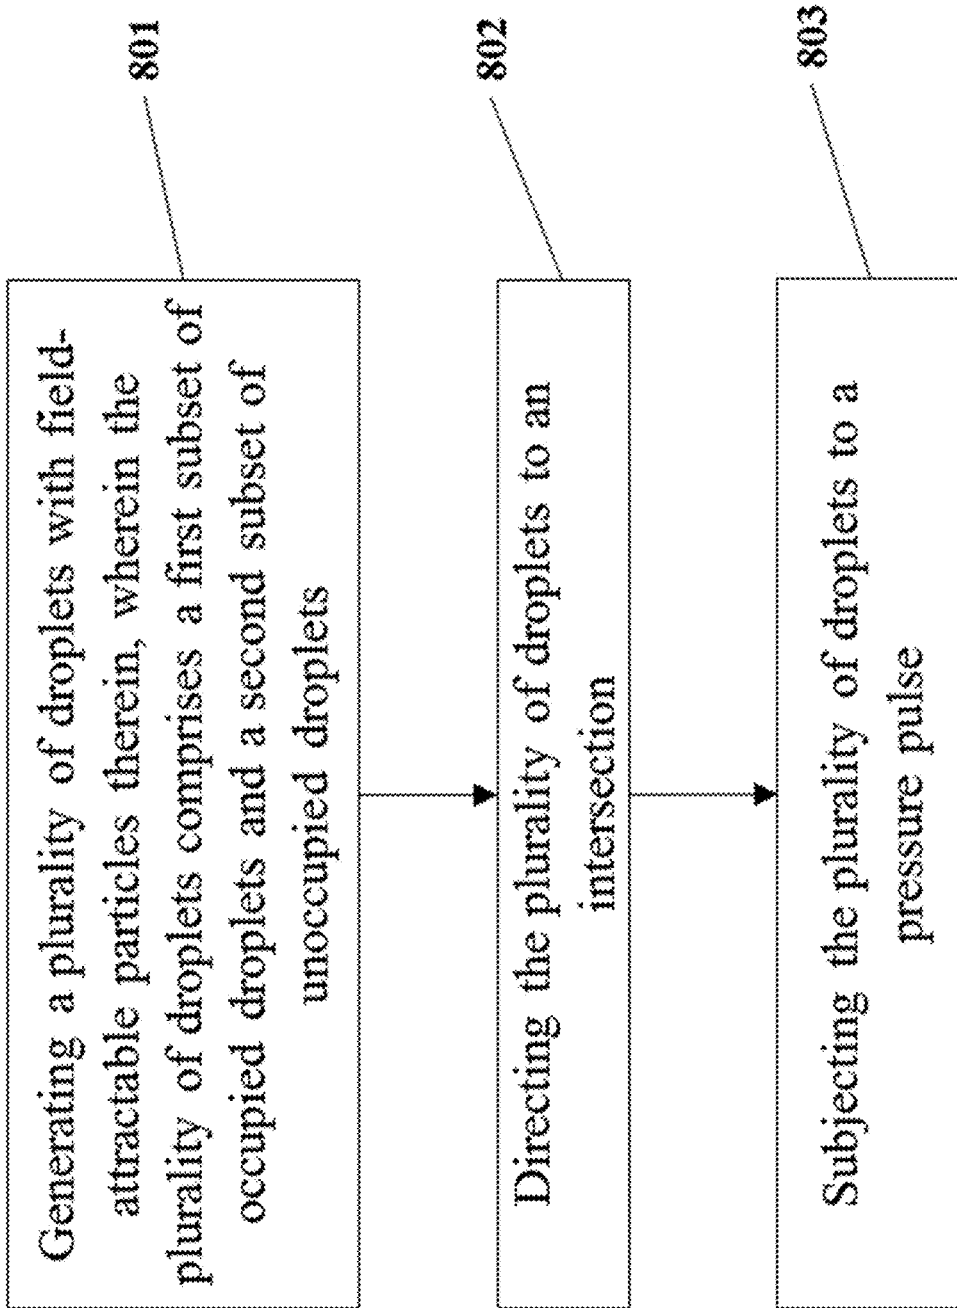 Generating a plurality of droplets with field-
attractable particles therein, wherein the
plurality of droplets comprises a first subset of
occupied droplets and a second subset of
unoccupied droplets
801
Directing the plurality of droplets to an
intersection
802
Subjecting the plurality of droplets to a
pressure pulse
803